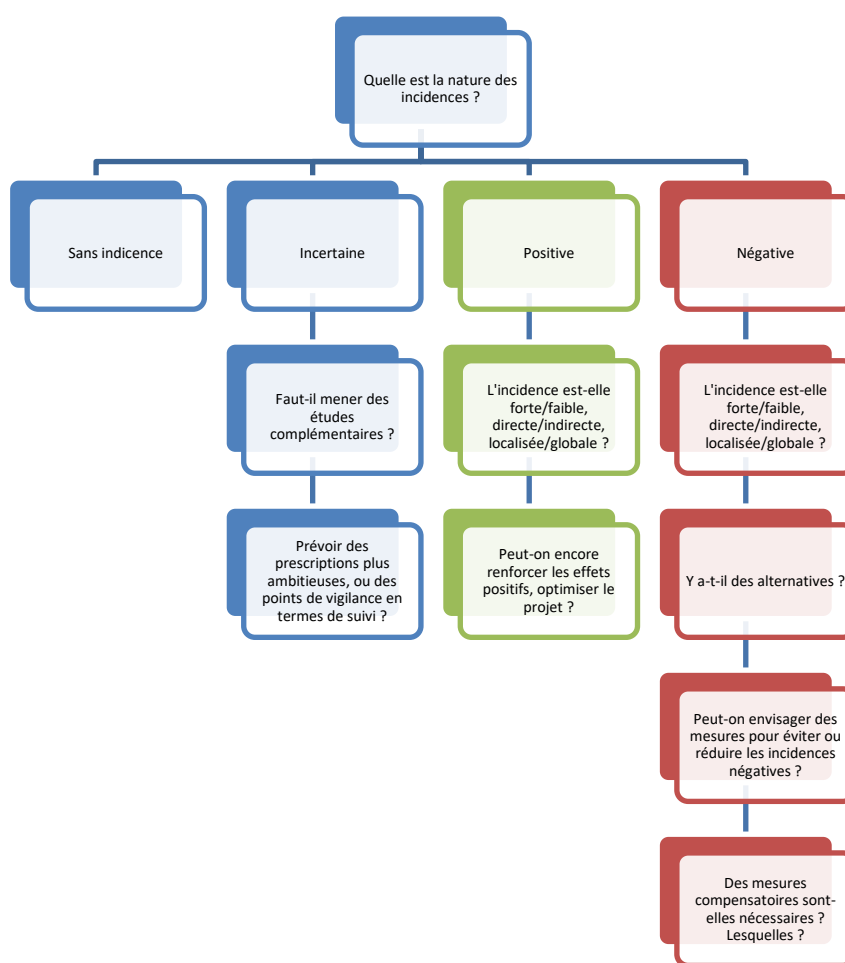 Quelle est la nature des
incidences ?
Sans indicence
Incertaine
Positive
Négative
Faut-il mener des
études
complémentaires ?
L'incidence est-elle
forte/faible,
directe/indirecte,
localisée/globale ?
L'incidence est-elle
forte/faible,
directe/indirecte,
localisée/globale ?
Prévoir des
prescriptions plus
ambitieuses, ou des
points de vigilance en
termes de suivi ?
Peut-on encore
renforcer les effets
positifs, optimiser le
projet ?
Y a-t-il des alternatives ?
Peut-on envisager des
mesures pour éviter ou
réduire les incidences
négatives ?
Des mesures
compensatoires sont-
elles nécessaires ?
Lesquelles ?